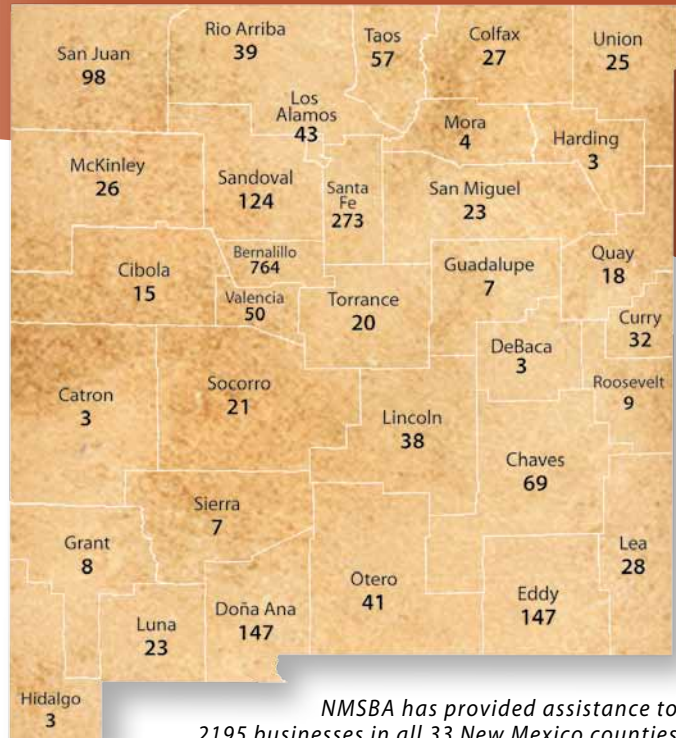 San Juan
98
Rio Arriba
39
Taos
57
Colfax
27
Union
25
Los
Alamos
43
Mora
4
Harding
3
McKinley
26
Sandoval
124
Santa
Fe
273
San Miguel
23
Cibola
15
Bernalillo
764
Valencia
50
Torrance
20
Guadalupe
7
Quay
18
Curry
32
DeBaca
3
Roosevelt
9
Catron
3
Socorro
21
Lincoln
38
Chaves
69
Sierra
7
Grant
8
Luna
23
Doña Ana
147
Otero
41
Eddy
147
Lea
28
Hidalgo
3
NMSBA has provided assistance to
2195 businesses in all 33 New Mexico counties